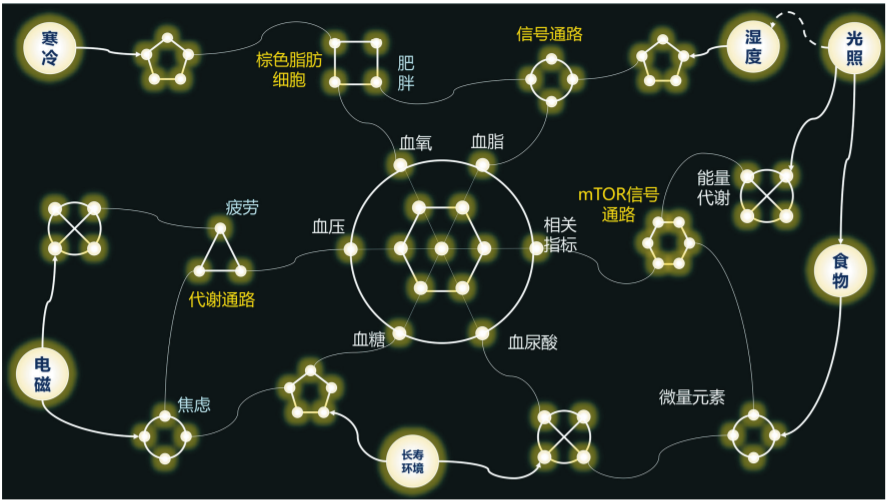 寒
冷
棕色脂肪
细胞
肥
胖
信号通路
湿
度
光
照
血氧
血脂
能量
代谢
mTOR信号
通路
疲劳
血压
相关
指标
食
物
代谢通路
血糖
血尿酸
电
磁
焦虑
微量元素
长寿
环境